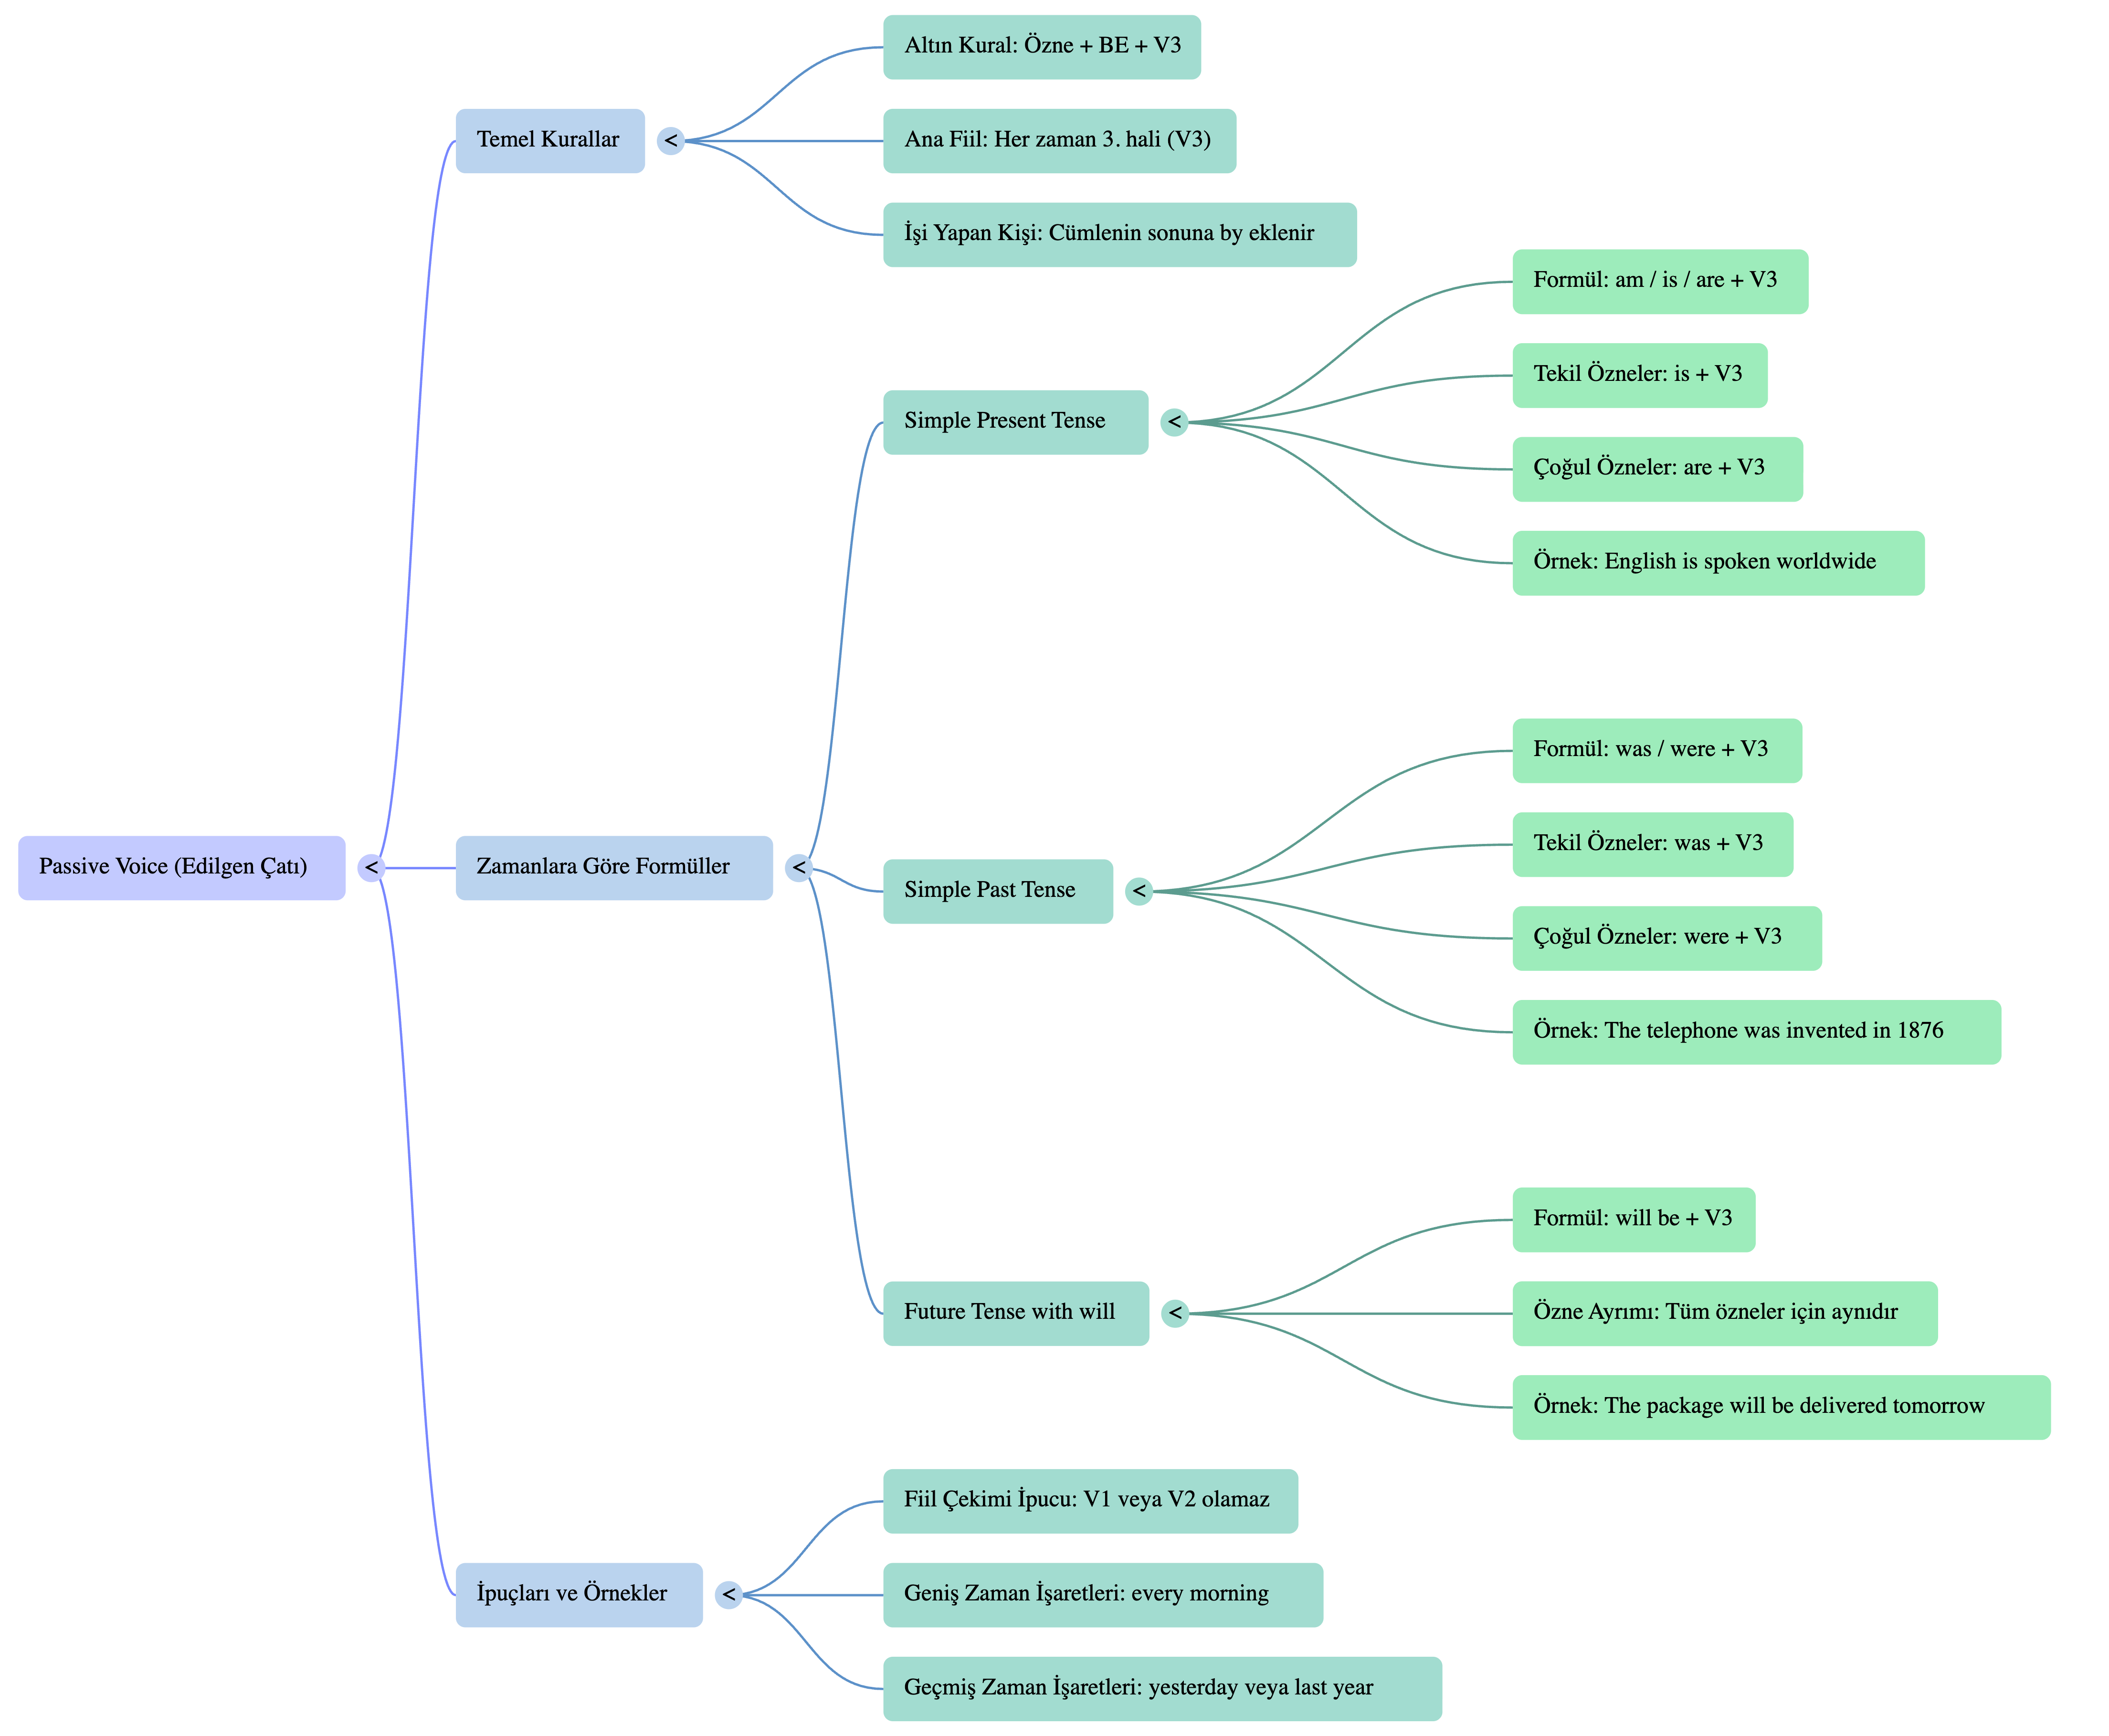 Passive Voice (Edilgen Çatı)
Temel Kurallar
Altın Kural: Özne + BE + V3
Ana Fiil: Her zaman 3. hali (V3)
İşi Yapan Kişi: Cümlenin sonuna by eklenir
Zamanlara Göre Formüller
Simple Present Tense
Formül: am / is / are + V3
Tekil Özneler: is + V3
Çoğul Özneler: are + V3
Örnek: English is spoken worldwide
Simple Past Tense
Formül: was / were + V3
Tekil Özneler: was + V3
Çoğul Özneler: were + V3
Örnek: The telephone was invented in 1876
Future Tense with will
Formül: will be + V3
Özne Ayrımı: Tüm özneler için aynıdır
Örnek: The package will be delivered tomorrow
İpuçları ve Örnekler
Fiil Çekimi İpucu: V1 veya V2 olamaz
Geniş Zaman İşaretleri: every morning
Geçmiş Zaman İşaretleri: yesterday veya last year